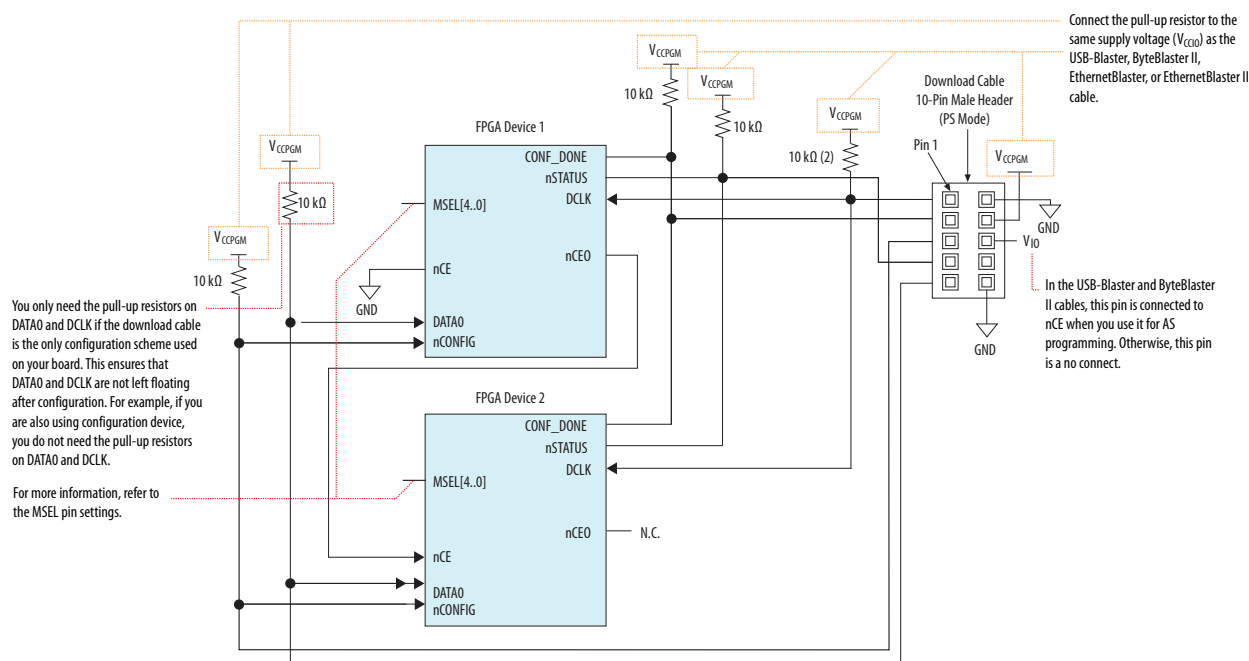 Connect the pull-up resistor to the
same supply voltage (VCCIO) as the
USB-Blaster, ByteBlaster II,
EthernetBlaster, or EthernetBlaster II
cable.
VCCPGM
10 kΩ
VCCPGM
10 kΩ
VCCPGM
10 kΩ (2)
Download Cable
10-Pin Male Header
(PS Mode)
Pin 1
VCCPGM
GND
VIO
GND
In the USB-Blaster and ByteBlaster
II cables, this pin is connected to
nCE when you use it for AS
programming. Otherwise, this pin
is a no connect.
VCCPGM
10 kΩ
VCCPGM
10 kΩ
FPGA Device 1
CONF_DONE
nSTATUS
DCLK
MSEL[4..0]
nCEO
nCE
GND
DATA0
nCONFIG
You only need the pull-up resistors on
DATA0 and DCLK if the download cable
is the only configuration scheme used
on your board. This ensures that
DATA0 and DCLK are not left floating
after configuration. For example, if you
are also using configuration device,
you do not need the pull-up resistors
on DATA0 and DCLK.
For more information, refer to
the MSEL pin settings.
FPGA Device 2
CONF_DONE
nSTATUS
DCLK
MSEL[4..0]
nCEO
N.C.
nCE
DATA0
nCONFIG